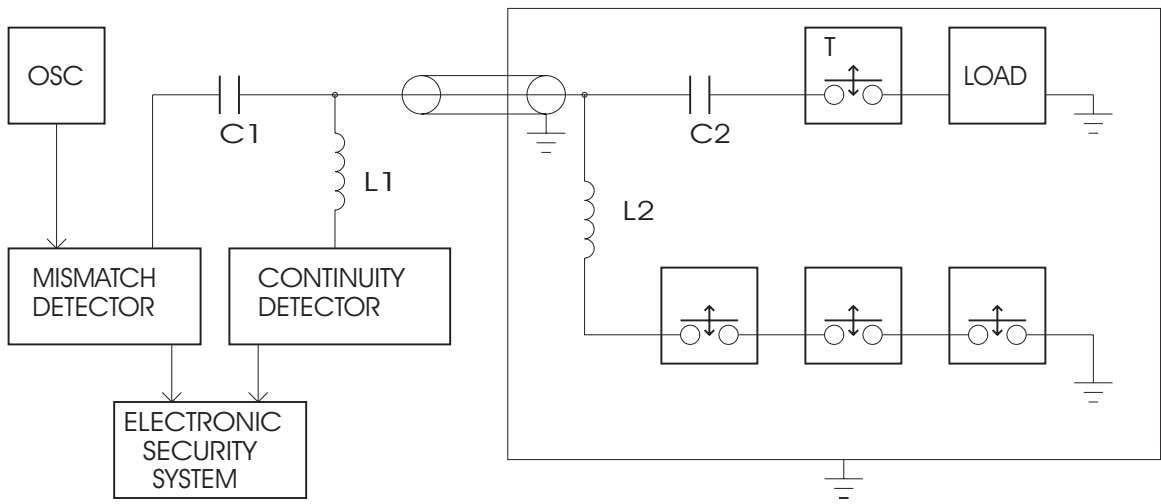 OSC
C1
L1
T
LOAD
C2
L2
MISMATCH
DETECTOR
CONTINUITY
DETECTOR
ELECTRONIC
SECURITY
SYSTEM